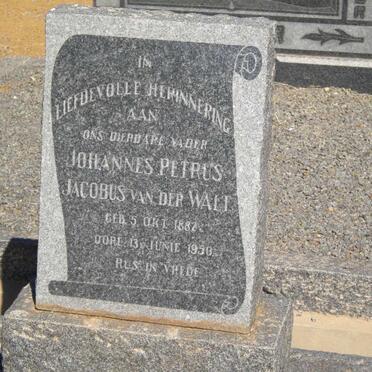 IN
LIEFDEVOLLE HERINNERING
AAN
ONS DIERBARE VADER
JOHANNES PETRUS
JACOBUS VAN DER WALT
GEB. 5. OKT. 1882.
OORL. 13. JUNIE 1950.
RUS IN VREDE